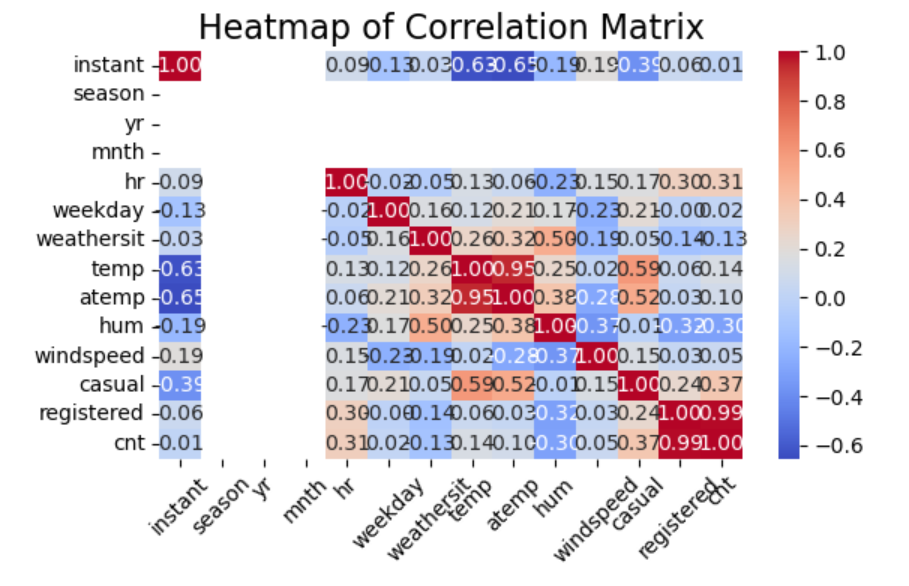 Heatmap of Correlation Matrix
instant 1.00 0.09 -0.13 0.03 -0.63 -0.65 -0.19 0.19 -0.39 0.06 0.01
season
yr
mnth
hr 0.09 1.00 -0.02 -0.05 0.13 0.06 -0.23 0.15 0.17 0.30 0.31
weekday -0.13 -0.02 1.00 0.16 0.12 0.21 0.17 -0.23 0.21 -0.00 0.02
weathersit 0.03 -0.05 0.16 1.00 0.26 0.32 0.50 -0.19 0.05 -0.14 -0.13
temp -0.63 0.13 0.12 0.26 1.00 0.95 0.25 0.02 0.59 0.06 0.14
atemp -0.65 0.06 0.21 0.32 0.95 1.00 0.38 -0.28 0.52 0.03 0.10
hum -0.19 -0.23 0.17 0.50 0.25 0.38 1.00 -0.37 -0.01 -0.32 -0.30
windspeed 0.19 0.15 -0.23 -0.19 0.02 -0.28 -0.37 1.00 0.15 0.03 0.05
casual -0.39 0.17 0.21 0.05 0.59 0.52 -0.01 0.15 1.00 0.24 0.37
registered 0.06 0.30 -0.00 -0.14 0.06 0.03 -0.32 0.03 0.24 1.00 0.99
cnt 0.01 0.31 0.02 -0.13 0.14 0.10 -0.30 0.05 0.37 0.99 1.00
instant season yr mnth hr weekday weathersit temp atemp hum windspeed casual registered cnt
1.0
0.8
0.6
0.4
0.2
0.0
−0.2
−0.4
−0.6